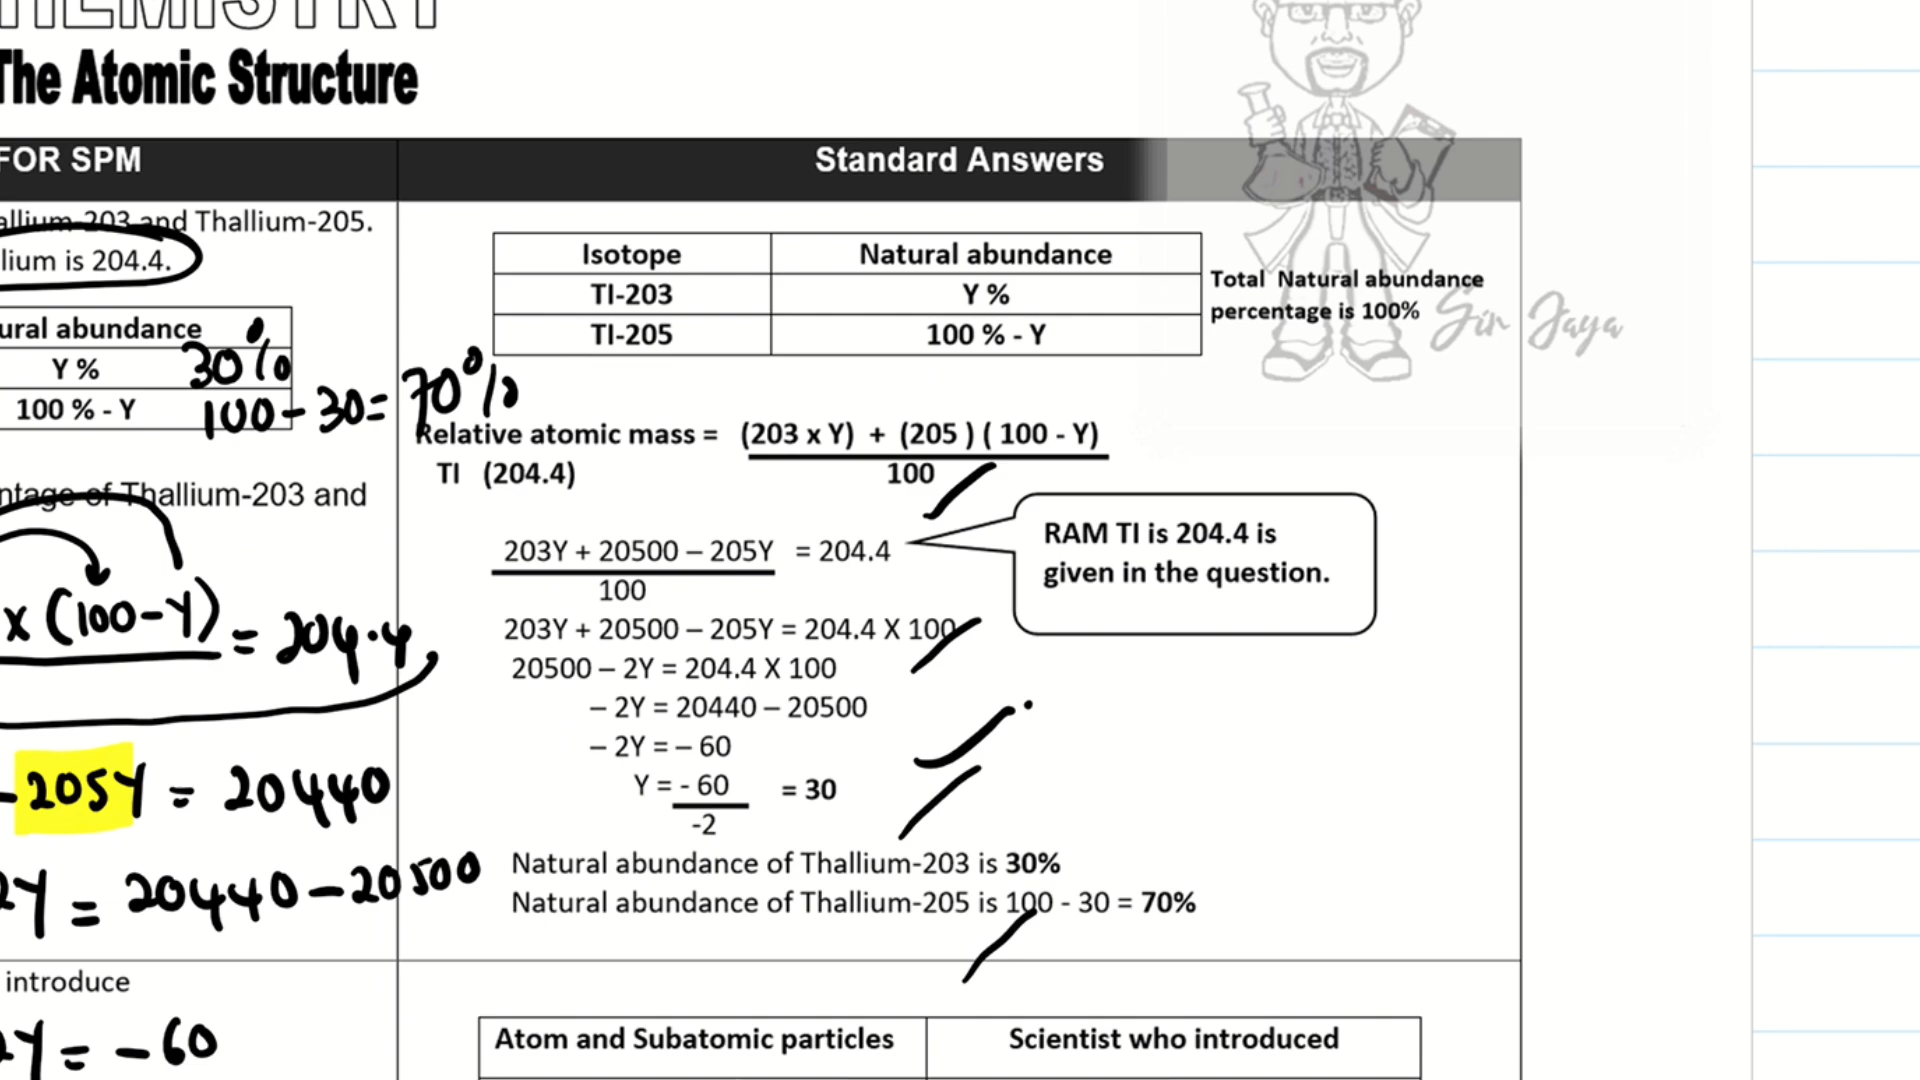 CHEMISTRY
The Atomic Structure
FOR SPM
Standard Answers
allium-203 and Thallium-205.
lium is 204.4.
ural abundance
Y % 30%
100 % - Y 100 - 30 = 70%
ntage of Thallium-203 and
x (100-Y) = 204.4
- 205Y = 20440
2Y = 20440 - 20500
introduce
2Y = - 60
Isotope Natural abundance
TI-203 Y %
TI-205 100 % - Y
Total Natural abundance
percentage is 100%
Sir Jaya
Relative atomic mass = (203 x Y) + (205 ) ( 100 - Y)
TI (204.4) 100
203Y + 20500 – 205Y = 204.4
100
RAM TI is 204.4 is
given in the question.
203Y + 20500 – 205Y = 204.4 X 100
20500 – 2Y = 204.4 X 100
– 2Y = 20440 – 20500
– 2Y = – 60
Y = - 60 = 30
-2
Natural abundance of Thallium-203 is 30%
Natural abundance of Thallium-205 is 100 - 30 = 70%
Atom and Subatomic particles Scientist who introduced